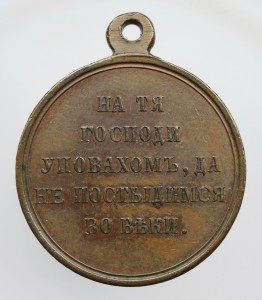 НА ТЯ
ГОСПОДИ
УПОВАХОМЪ, ДА
НЕ ПОСТЫДИМСЯ
ВО ВѢКИ.